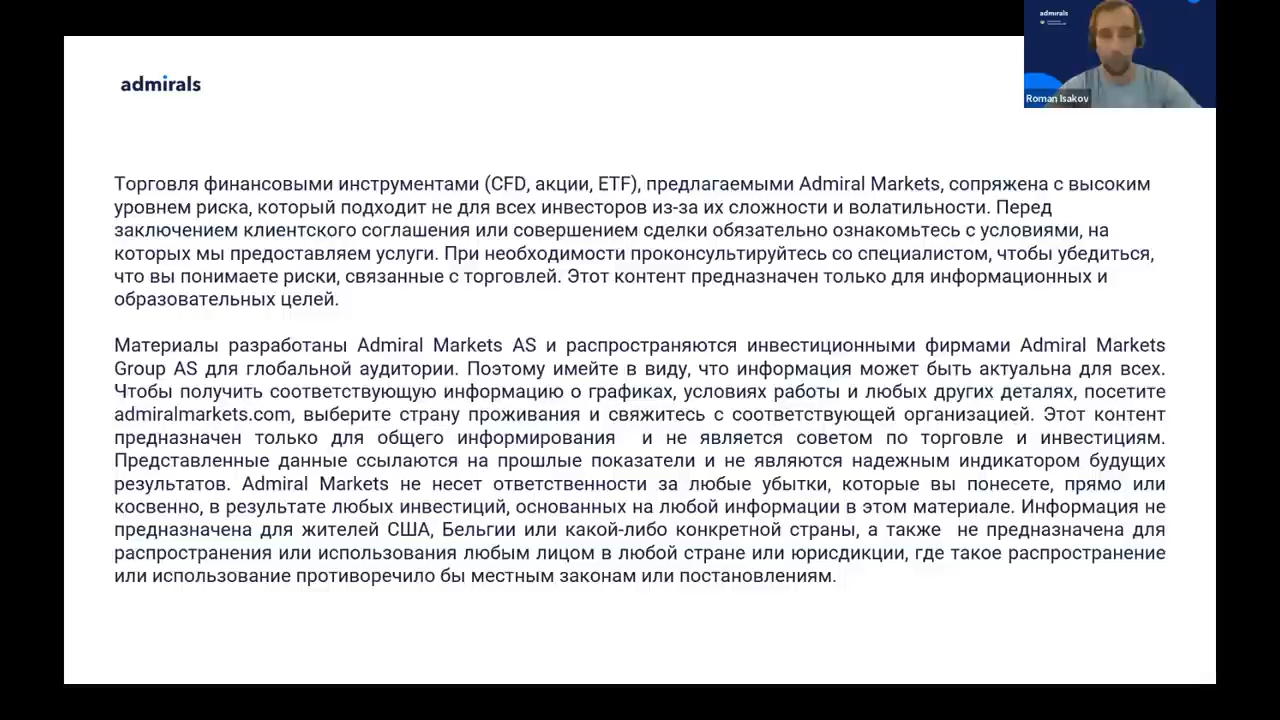 admirals
admirals
Roman Isakov
Торговля финансовыми инструментами (CFD, акции, ETF), предлагаемыми Admiral Markets, сопряжена с высоким
уровнем риска, который подходит не для всех инвесторов из-за их сложности и волатильности. Перед
заключением клиентского соглашения или совершением сделки обязательно ознакомьтесь с условиями, на
которых мы предоставляем услуги. При необходимости проконсультируйтесь со специалистом, чтобы убедиться,
что вы понимаете риски, связанные с торговлей. Этот контент предназначен только для информационных и
образовательных целей.
Материалы разработаны Admiral Markets AS и распространяются инвестиционными фирмами Admiral Markets
Group AS для глобальной аудитории. Поэтому имейте в виду, что информация может быть актуальна для всех.
Чтобы получить соответствующую информацию о графиках, условиях работы и любых других деталях, посетите
admiralmarkets.com, выберите страну проживания и свяжитесь с соответствующей организацией. Этот контент
предназначен только для общего информирования и не является советом по торговле и инвестициям.
Представленные данные ссылаются на прошлые показатели и не являются надежным индикатором будущих
результатов. Admiral Markets не несет ответственности за любые убытки, которые вы понесете, прямо или
косвенно, в результате любых инвестиций, основанных на любой информации в этом материале. Информация не
предназначена для жителей США, Бельгии или какой-либо конкретной страны, а также не предназначена для
распространения или использования любым лицом в любой стране или юрисдикции, где такое распространение
или использование противоречило бы местным законам или постановлениям.